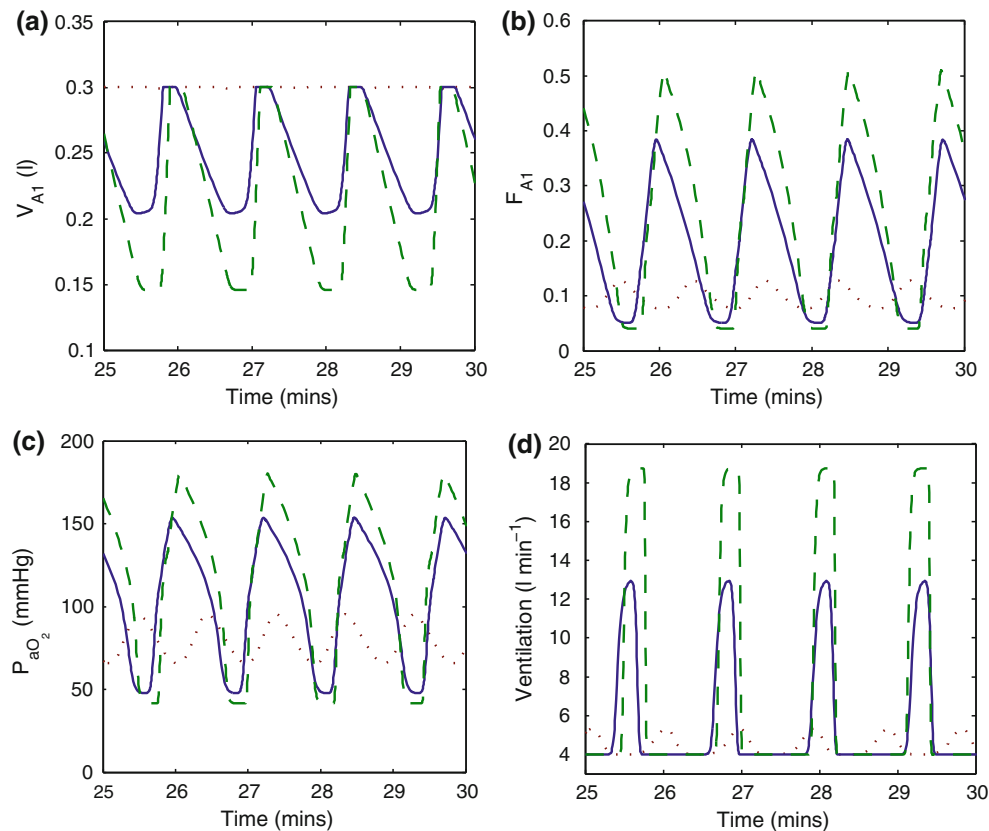 (a)
0.35
0.3
0.25
0.2
0.15
0.1
V_A1 (l)
25 26 27 28 29 30
Time (mins)
(b)
0.6
0.5
0.4
0.3
0.2
0.1
0
F_A1
25 26 27 28 29 30
Time (mins)
(c)
200
150
100
50
0
P_aO2 (mmHg)
25 26 27 28 29 30
Time (mins)
(d)
20
18
16
14
12
10
8
6
4
Ventilation (l min⁻¹)
25 26 27 28 29 30
Time (mins)